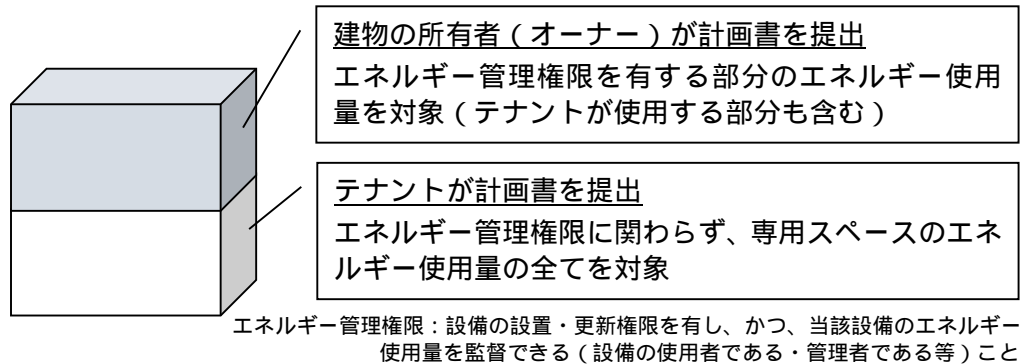 建物の所有者（オーナー）が計画書を提出
エネルギー管理権限を有する部分のエネルギー使用
量を対象（テナントが使用する部分も含む）
テナントが計画書を提出
エネルギー管理権限に関わらず、専用スペースのエネ
ルギー使用量の全てを対象
エネルギー管理権限：設備の設置・更新権限を有し、かつ、当該設備のエネルギー
使用量を監督できる（設備の使用者である・管理者である等）こと